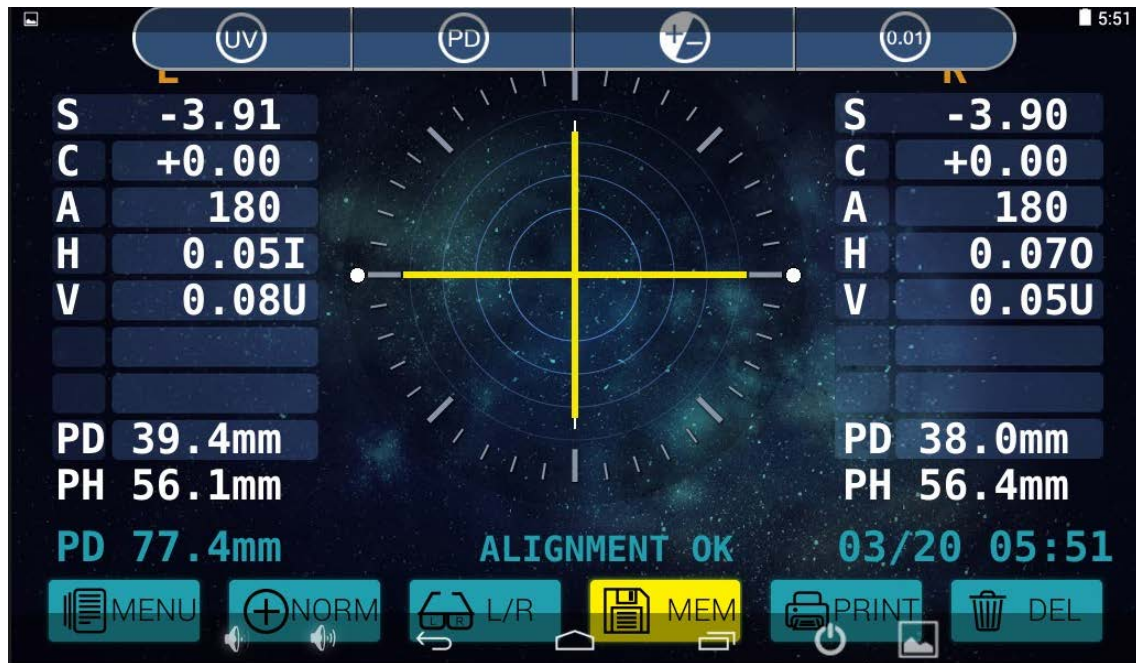 5:51
UV PD +/- 0.01
L R
S -3.91 S -3.90
C +0.00 C +0.00
A 180 A 180
H 0.05I H 0.07O
V 0.08U V 0.05U
PD 39.4mm PD 38.0mm
PH 56.1mm PH 56.4mm
PD 77.4mm ALIGNMENT OK 03/20 05:51
MENU NORM L R L/R MEM PRINT DEL